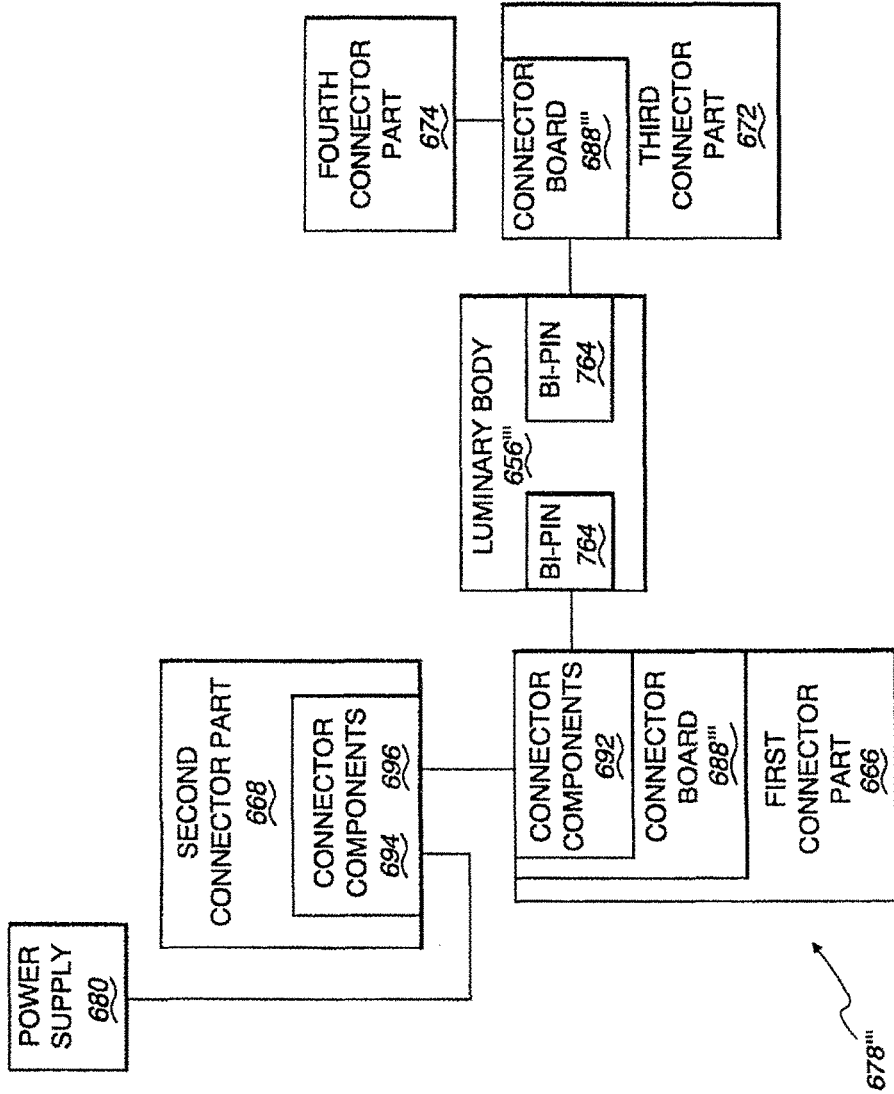 POWER
SUPPLY
680
SECOND
CONNECTOR PART
668
CONNECTOR
COMPONENTS
694 696
CONNECTOR
COMPONENTS
692
CONNECTOR
BOARD
688'''
FIRST
CONNECTOR
PART
666
LUMINARY BODY
656'''
BI-PIN
764
BI-PIN
764
FOURTH
CONNECTOR
PART
674
CONNECTOR
BOARD
688'''
THIRD
CONNECTOR
PART
672
678'''